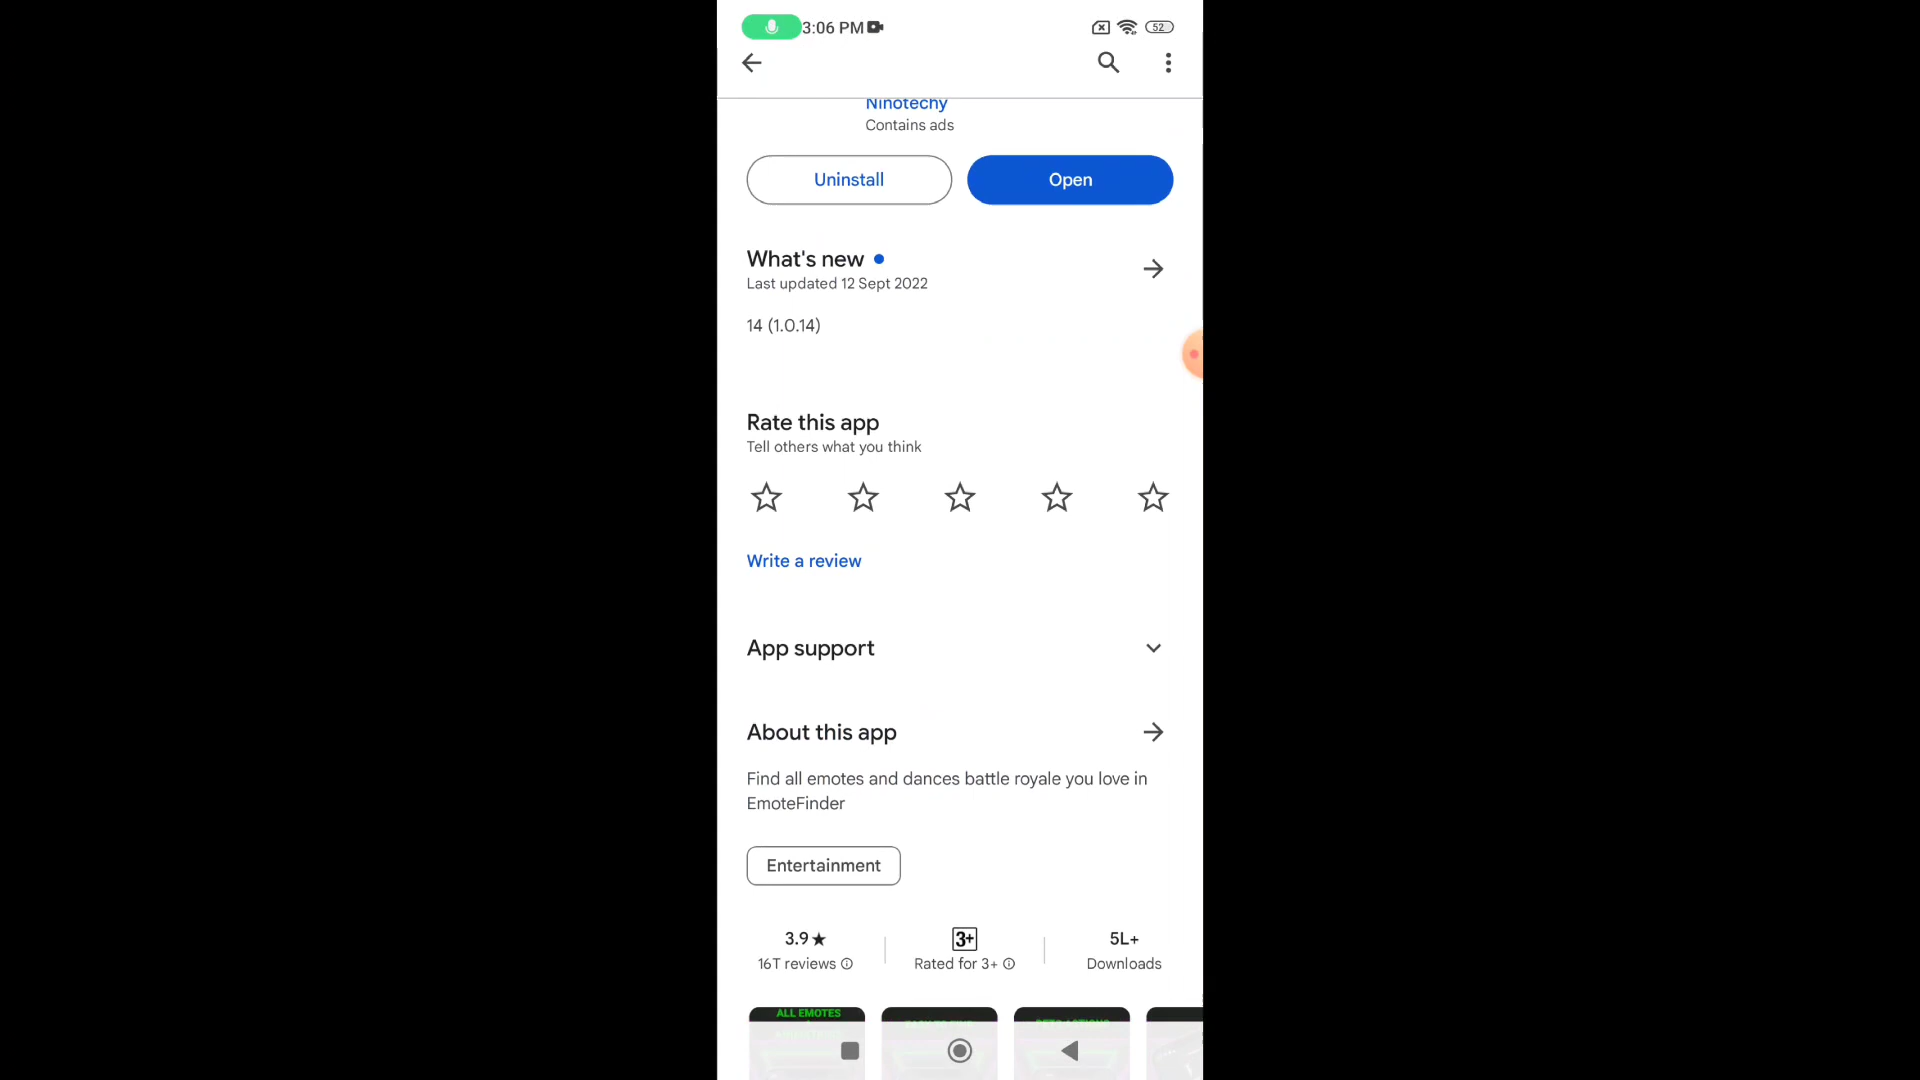 3:06 PM
52
Ninotechy
Contains ads
Uninstall
Open
What's new
Last updated 12 Sept 2022
14 (1.0.14)
Rate this app
Tell others what you think
Write a review
App support
About this app
Find all emotes and dances battle royale you love in
EmoteFinder
Entertainment
3.9★
3+
5L+
16T reviews
Rated for 3+
Downloads
ALL EMOTES